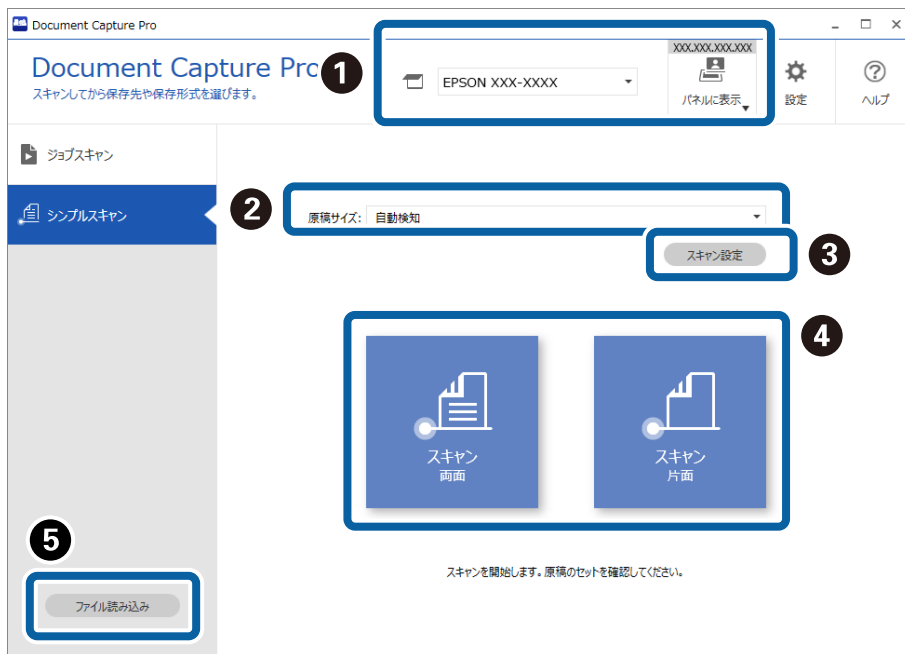 Document Capture Pro
Document Capture Pro
スキャンしてから保存先や保存形式を選びます。
1
EPSON XXX-XXXX
XXX.XXX.XXX.XXX
パネルに表示
設定
ヘルプ
ジョブスキャン
シンプルスキャン
2
原稿サイズ: 自動検知
スキャン設定
3
4
スキャン
両面
スキャン
片面
5
ファイル読み込み
スキャンを開始します。原稿のセットを確認してください。